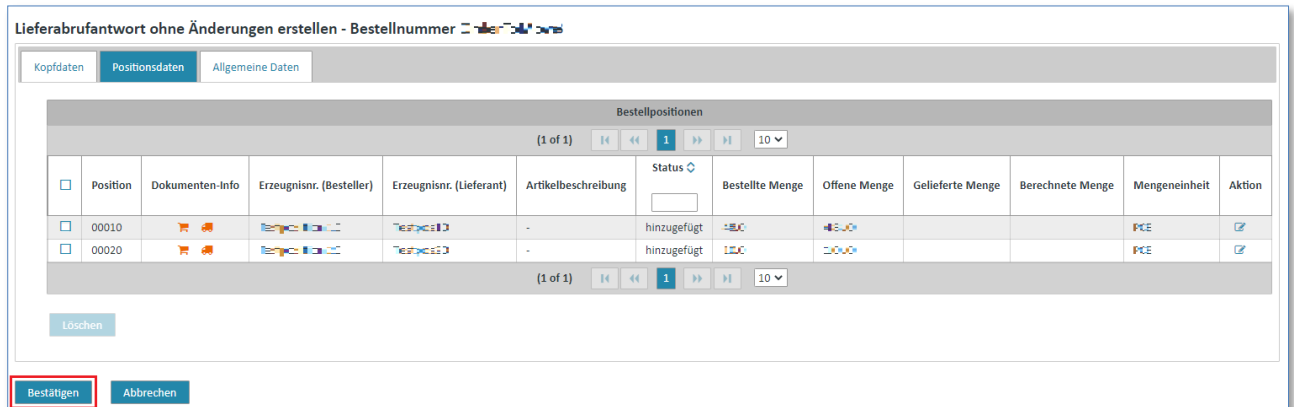 Lieferabrufantwort ohne Änderungen erstellen - Bestellnummer
Kopfdaten Positionsdaten Allgemeine Daten
Bestellpositionen
(1 of 1) 1 10
Position Dokumenten-Info Erzeugnisnr. (Besteller) Erzeugnisnr. (Lieferant) Artikelbeschreibung Status Bestellte Menge Offene Menge Gelieferte Menge Berechnete Menge Mengeneinheit Aktion
00010 - hinzugefügt PCE
00020 - hinzugefügt PCE
(1 of 1) 1 10
Löschen
Bestätigen Abbrechen